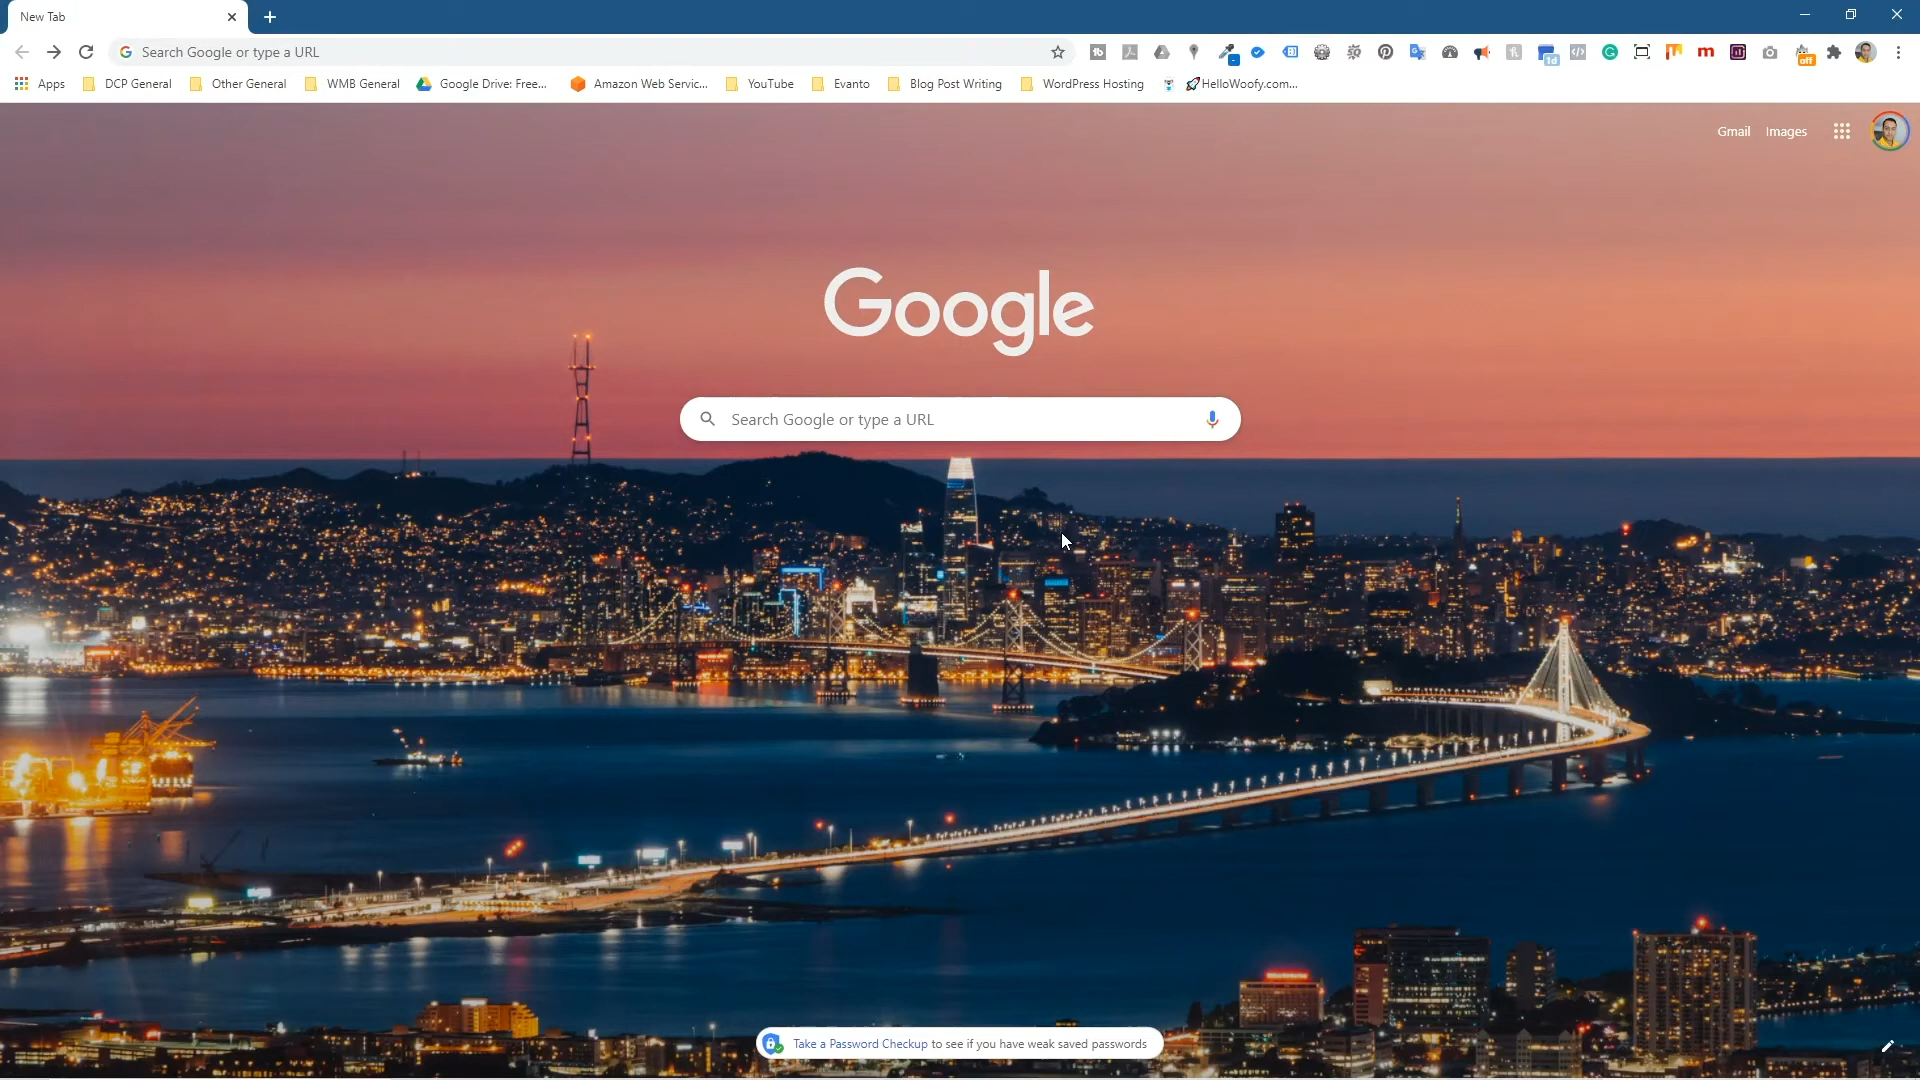 New Tab
Search Google or type a URL
1d
off
Apps DCP General Other General WMB General Google Drive: Free... Amazon Web Servic... YouTube Evanto Blog Post Writing WordPress Hosting HelloWoofy.com...
Gmail Images
Google
Search Google or type a URL
Take a Password Checkup to see if you have weak saved passwords